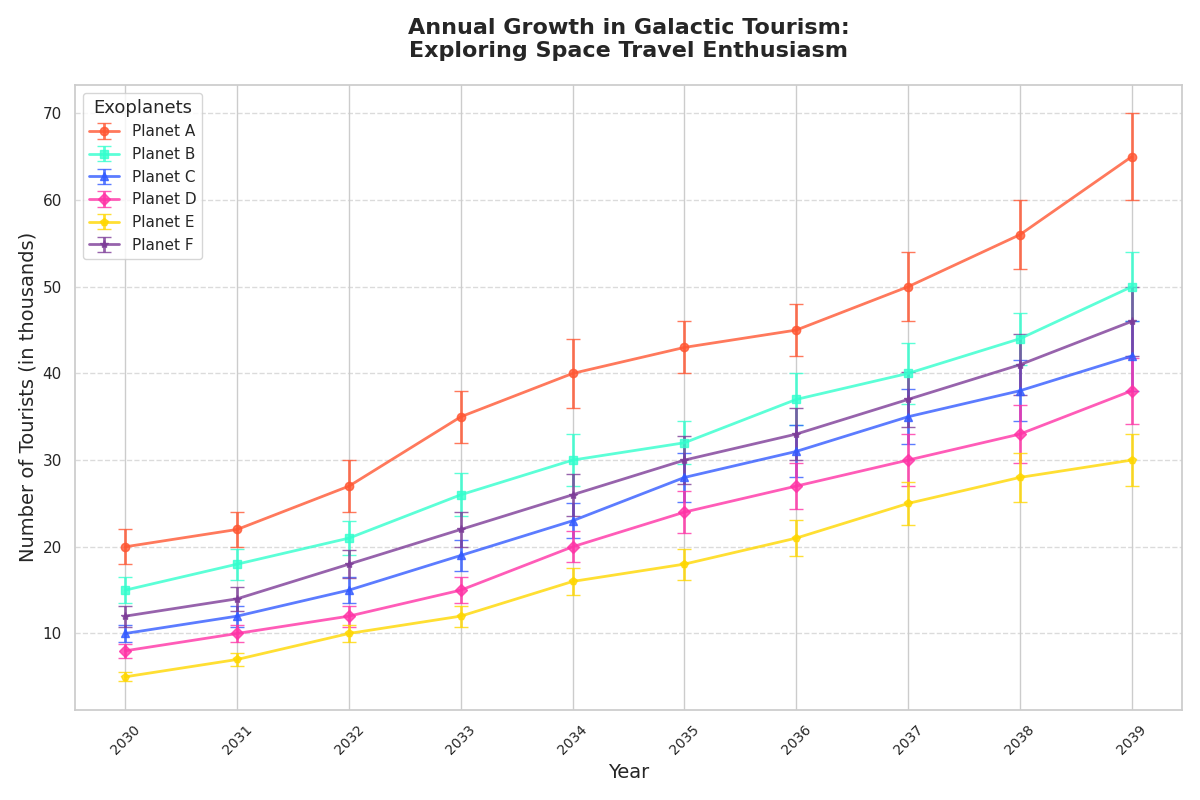 Annual Growth in Galactic Tourism:
Exploring Space Travel Enthusiasm
Exoplanets
Planet A
Planet B
Planet C
Planet D
Planet E
Planet F
Number of Tourists (in thousands)
70
60
50
40
30
20
10
2030
2031
2032
2033
2034
2035
2036
2037
2038
2039
Year